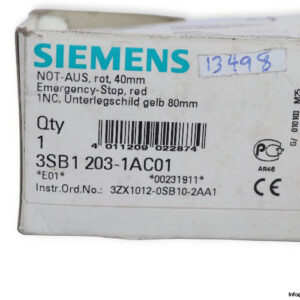 SIEMENS
13498
NOT-AUS, rot, 40mm
Emergency-Stop, red
1NC, Unterlegschild gelb 80mm
Qty
1
4 011209 022874
3SB1 203-1AC01
*E01* *00231911*
Instr.Ord.No.: 3ZX1012-0SB10-2AA1
AR46
CE